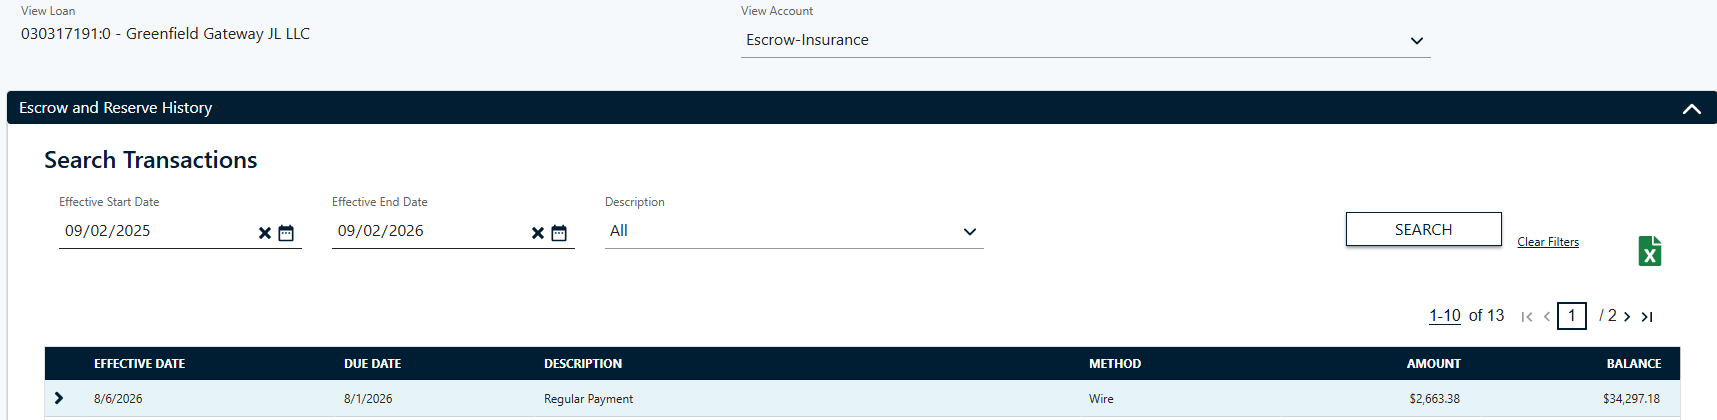 View Loan
030317191:0 - Greenfield Gateway JL LLC
View Account
Escrow-Insurance
Escrow and Reserve History
Search Transactions
Effective Start Date
09/02/2025
Effective End Date
09/02/2026
Description
All
SEARCH
Clear Filters
1-10 of 13
1 / 2
EFFECTIVE DATE DUE DATE DESCRIPTION METHOD AMOUNT BALANCE
8/6/2026 8/1/2026 Regular Payment Wire $2,663.38 $34,297.18